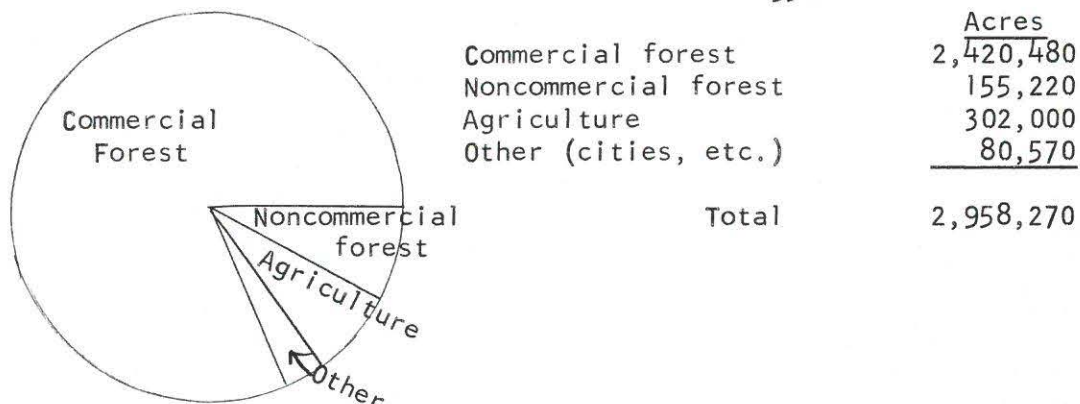 Acres
Commercial forest 2,420,480
Noncommercial forest 155,220
Agriculture 302,000
Other (cities, etc.) 80,570
Total 2,958,270
Commercial
Forest
Noncommercial
forest
Agriculture
Other